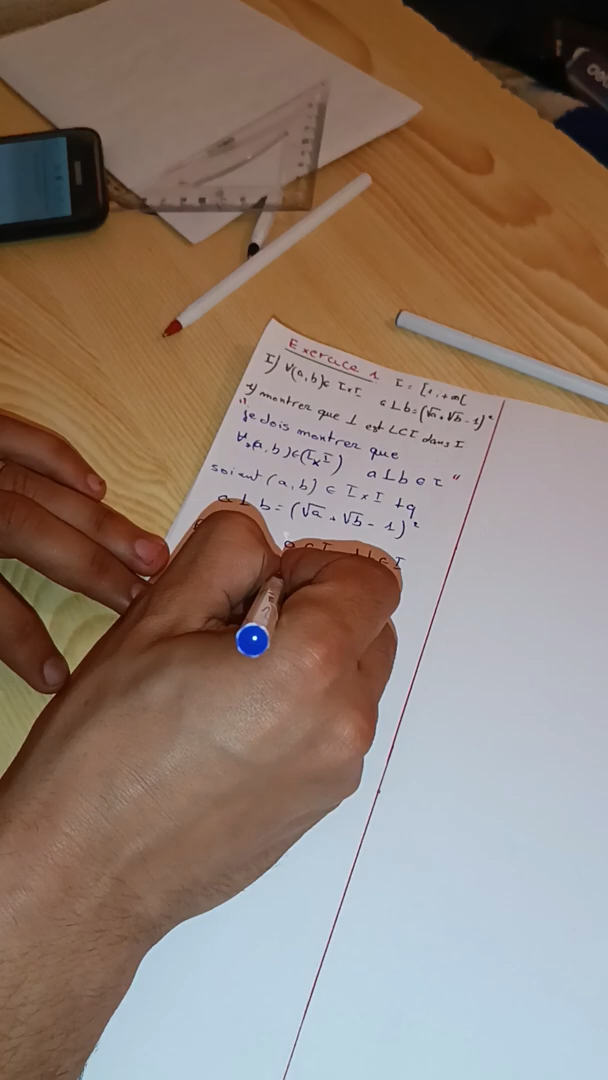 Exercice 1 I = [1, +∞[
I) ∀(a,b)∈ I×I a⊥b=(√a+√b-1)²
1) montrer que ⊥ est LCI dans I
"Je dois montrer que
∀(a,b)∈(I×I) a⊥b ∈ I"
soient (a,b) ∈ I×I tq
a⊥b = (√a + √b - 1)²